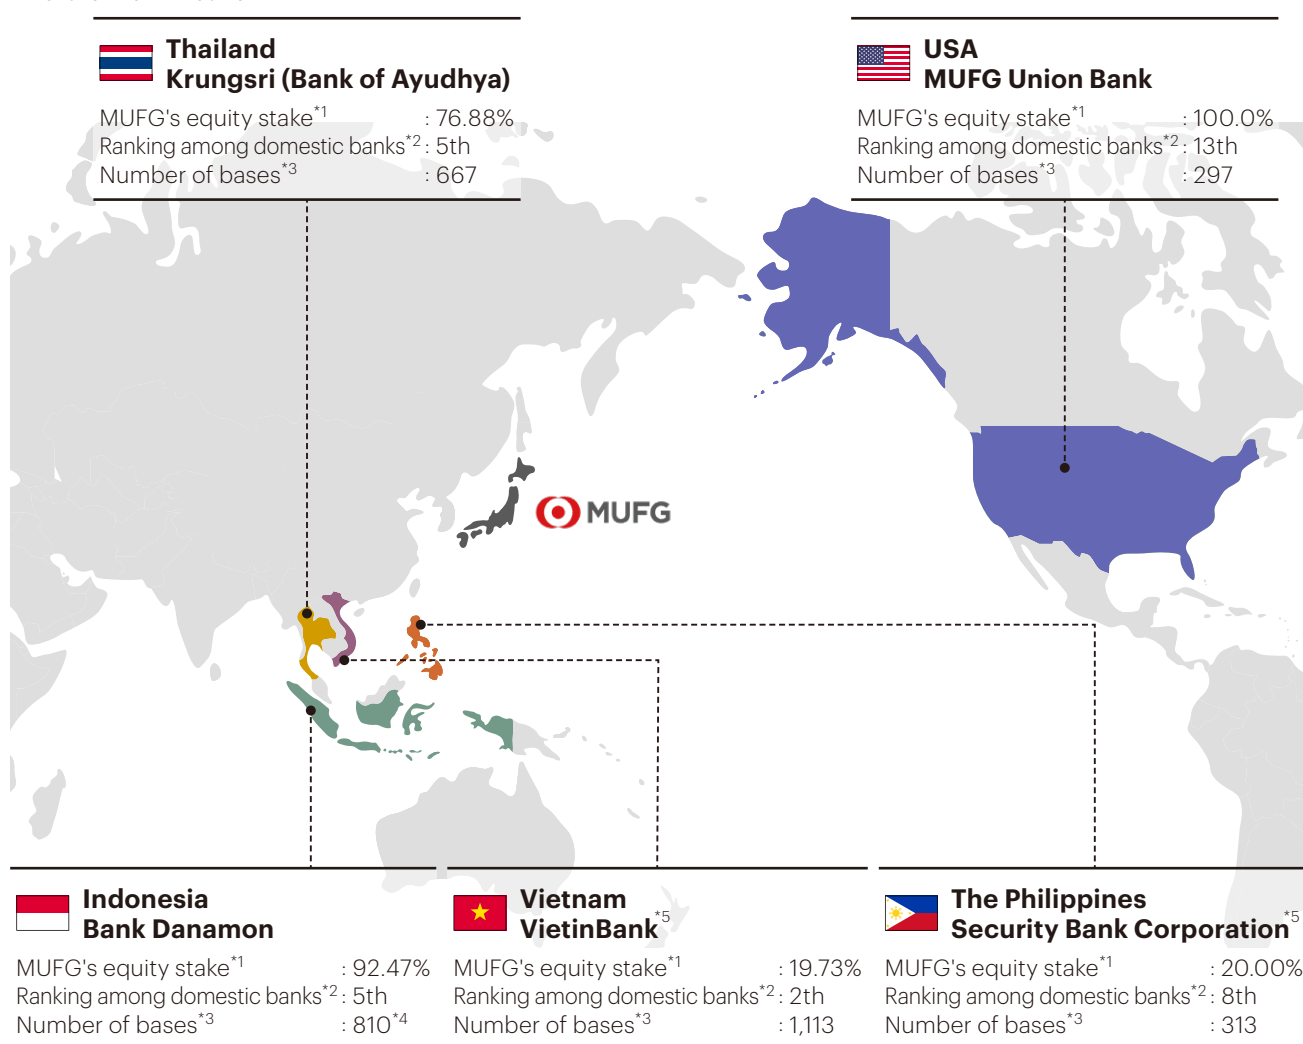 Thailand
Krungsri (Bank of Ayudhya)
MUFG's equity stake*1 : 76.88%
Ranking among domestic banks*2 : 5th
Number of bases*3 : 667
USA
MUFG Union Bank
MUFG's equity stake*1 : 100.0%
Ranking among domestic banks*2 : 13th
Number of bases*3 : 297
MUFG
Indonesia
Bank Danamon
MUFG's equity stake*1 : 92.47%
Ranking among domestic banks*2 : 5th
Number of bases*3 : 810*4
Vietnam
VietinBank*5
MUFG's equity stake*1 : 19.73%
Ranking among domestic banks*2 : 2th
Number of bases*3 : 1,113
The Philippines
Security Bank Corporation*5
MUFG's equity stake*1 : 20.00%
Ranking among domestic banks*2 : 8th
Number of bases*3 : 313